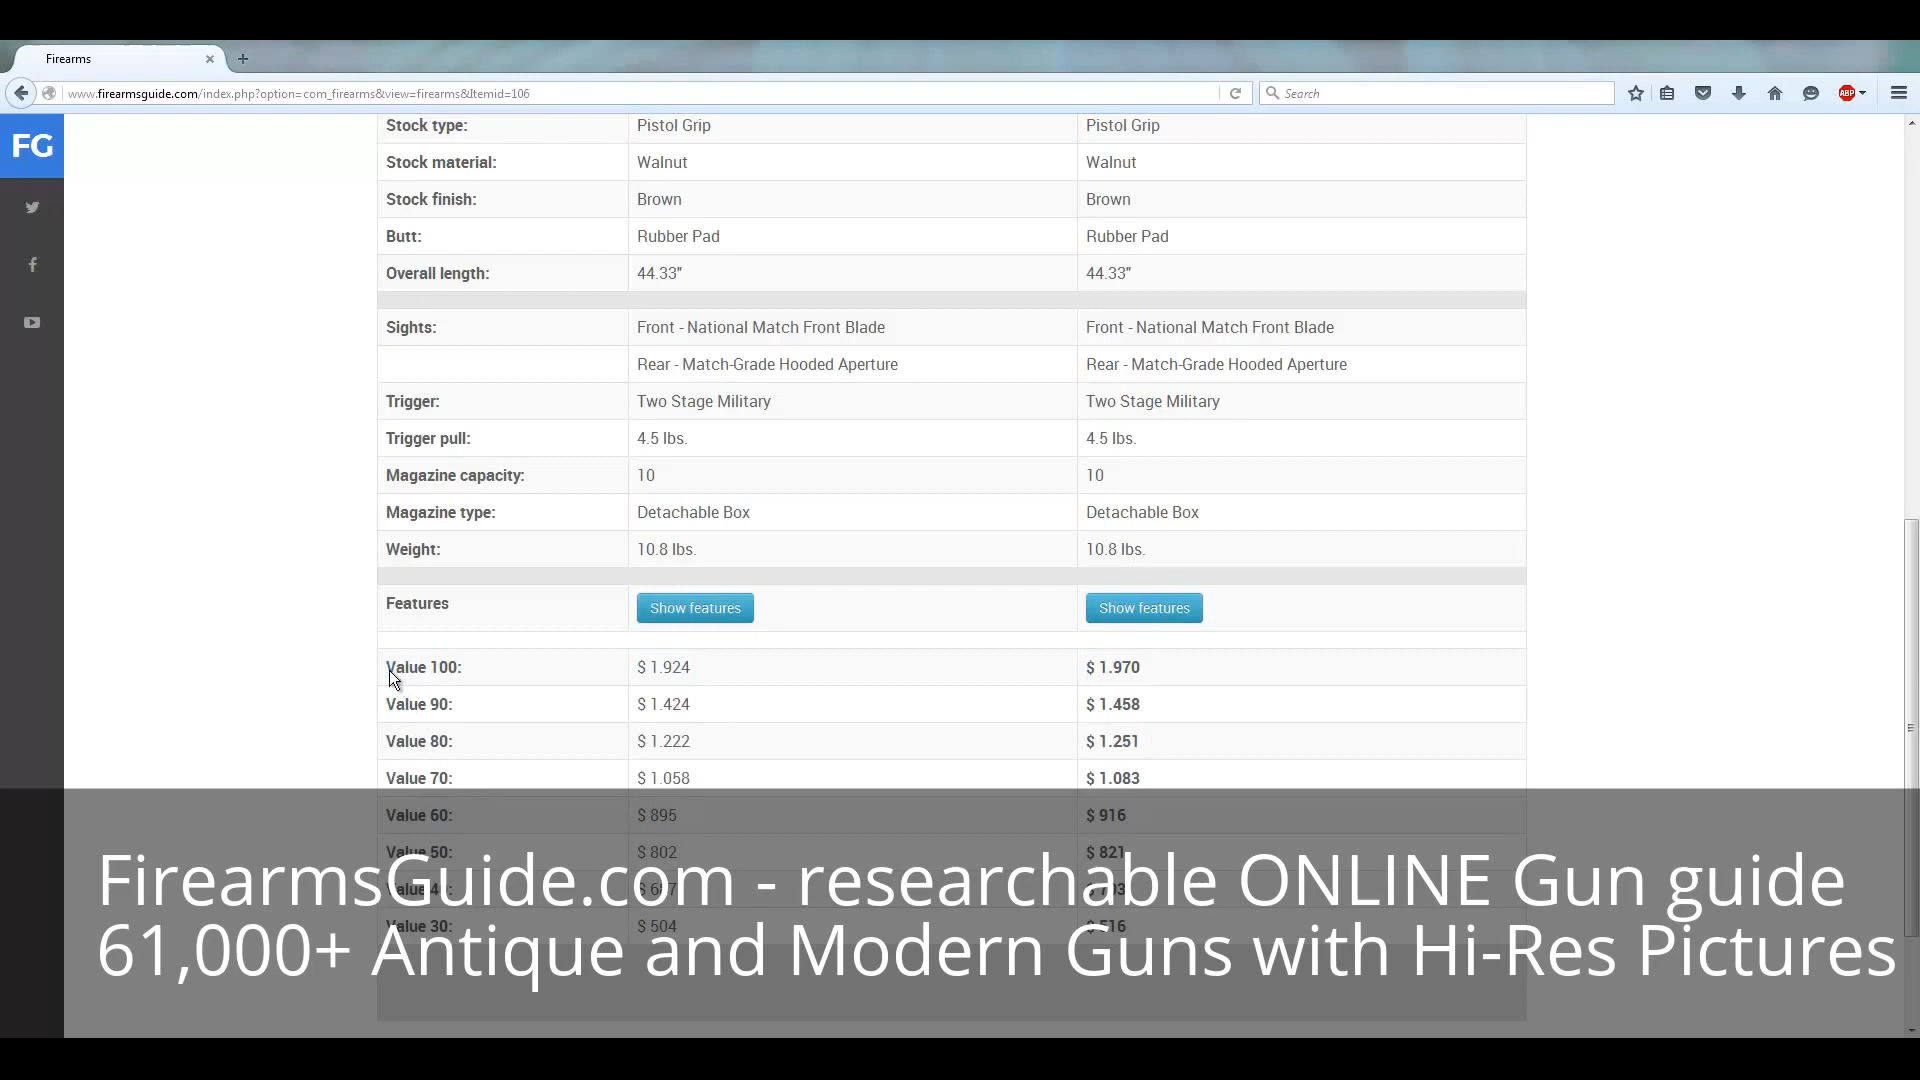 Firearms
www.firearmsguide.com/index.php?option=com_firearms&view=firearms&Itemid=106
Search
ABP
FG
Stock type: Pistol Grip Pistol Grip
Stock material: Walnut Walnut
Stock finish: Brown Brown
Butt: Rubber Pad Rubber Pad
Overall length: 44.33" 44.33"
Sights: Front - National Match Front Blade Front - National Match Front Blade
Rear - Match-Grade Hooded Aperture Rear - Match-Grade Hooded Aperture
Trigger: Two Stage Military Two Stage Military
Trigger pull: 4.5 lbs. 4.5 lbs.
Magazine capacity: 10 10
Magazine type: Detachable Box Detachable Box
Weight: 10.8 lbs. 10.8 lbs.
Features Show features Show features
Value 100: $ 1.924 $ 1.970
Value 90: $ 1.424 $ 1.458
Value 80: $ 1.222 $ 1.251
Value 70: $ 1.058 $ 1.083
Value 60: $ 895 $ 916
Value 50: $ 802 $ 821
Value 40:
Value 30: $ 504 $ 516
FirearmsGuide.com - researchable ONLINE Gun guide
61,000+ Antique and Modern Guns with Hi-Res Pictures